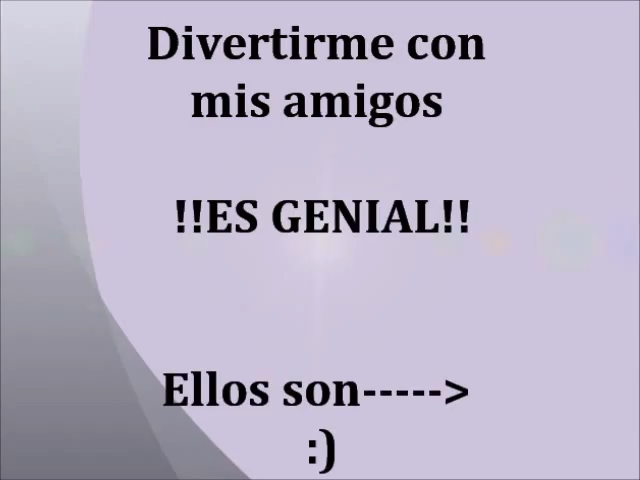 Divertirme con
mis amigos
!!ES GENIAL!!
Ellos son----->
:)